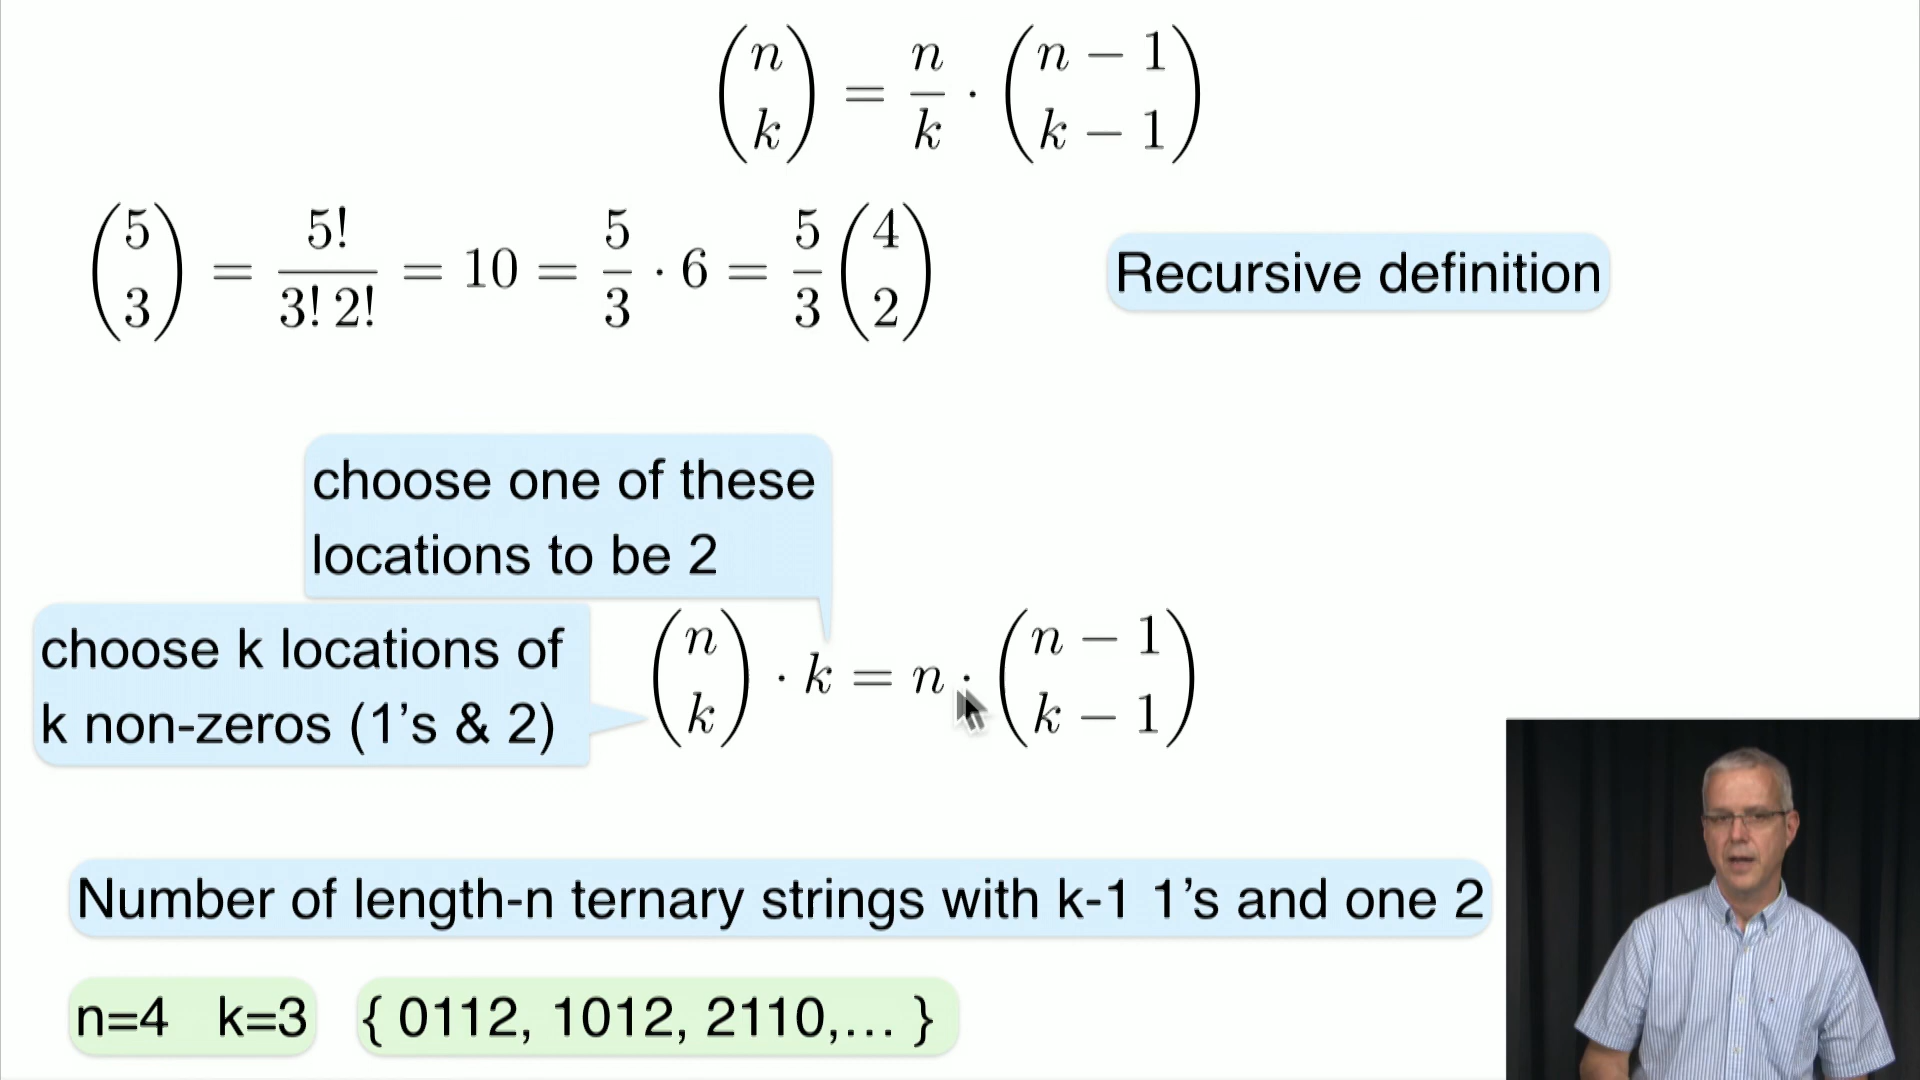 $\binom{n}{k} = \frac{n}{k} \cdot \binom{n-1}{k-1}$
$\binom{5}{3} = \frac{5!}{3!\,2!} = 10 = \frac{5}{3} \cdot 6 = \frac{5}{3}\binom{4}{2}$
Recursive definition
choose one of these
locations to be 2
choose k locations of
k non-zeros (1’s & 2)
$\binom{n}{k} \cdot k = n \cdot \binom{n-1}{k-1}$
Number of length-n ternary strings with k-1 1’s and one 2
n=4 k=3 { 0112, 1012, 2110,... }